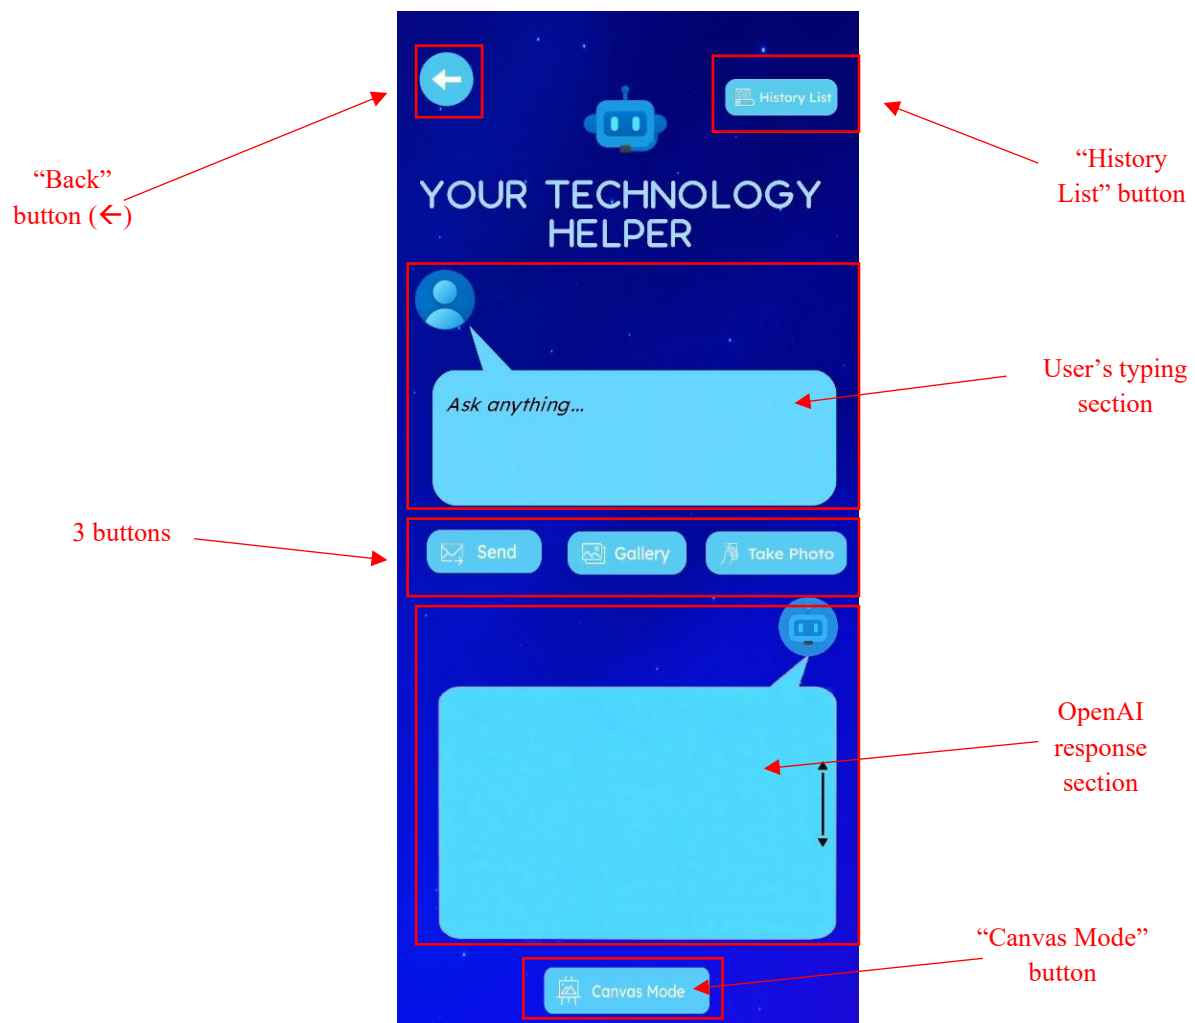 History List
“Back”
button (←)
“History
List” button
YOUR TECHNOLOGY
HELPER
User’s typing
section
Ask anything...
3 buttons
Send
Gallery
Take Photo
OpenAI
response
section
“Canvas Mode”
button
Canvas Mode